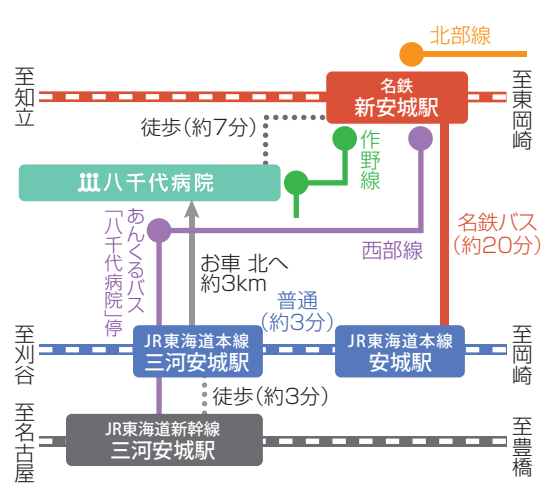 北部線
至知立
名鉄
新安城駅
至東岡崎
徒歩(約7分)
作野線
八千代病院
あんくるバス
「八千代病院」停
西部線
名鉄バス
(約20分)
お車 北へ
約3km
普通
(約3分)
至刈谷
JR東海道本線
三河安城駅
JR東海道本線
安城駅
至岡崎
徒歩(約3分)
至名古屋
JR東海道新幹線
三河安城駅
至豊橋